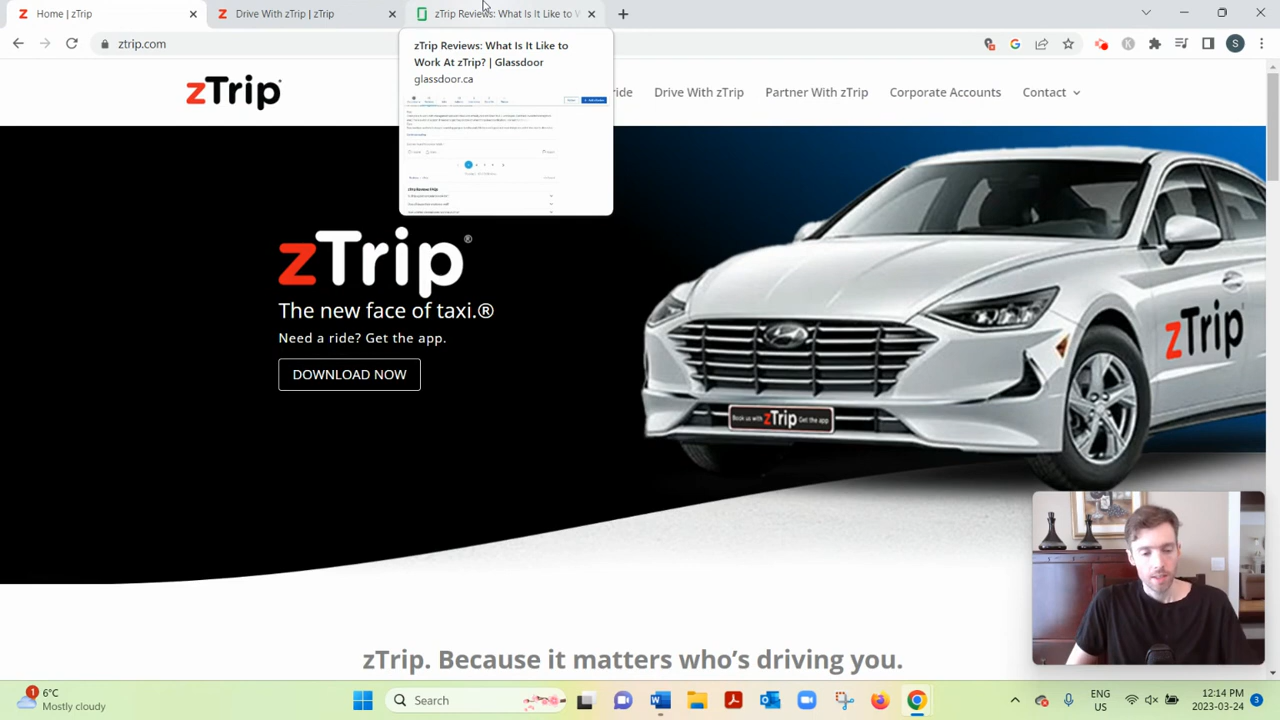 Home | zTrip
Drive With zTrip | zTrip
zTrip Reviews: What Is It Like to W
ztrip.com
S
zTrip Reviews: What Is It Like to
Work At zTrip? | Glassdoor
glassdoor.ca
zTrip
ride
Drive With zTrip
Partner With zTrip
Corporate Accounts
Contact
zTrip®
The new face of taxi.®
Need a ride? Get the app.
DOWNLOAD NOW
zTrip
Book us with zTrip Get the app
zTrip. Because it matters who's driving you.
1
6°C
Mostly cloudy
Search
ENG
US
12:14 PM
2023-03-24
3